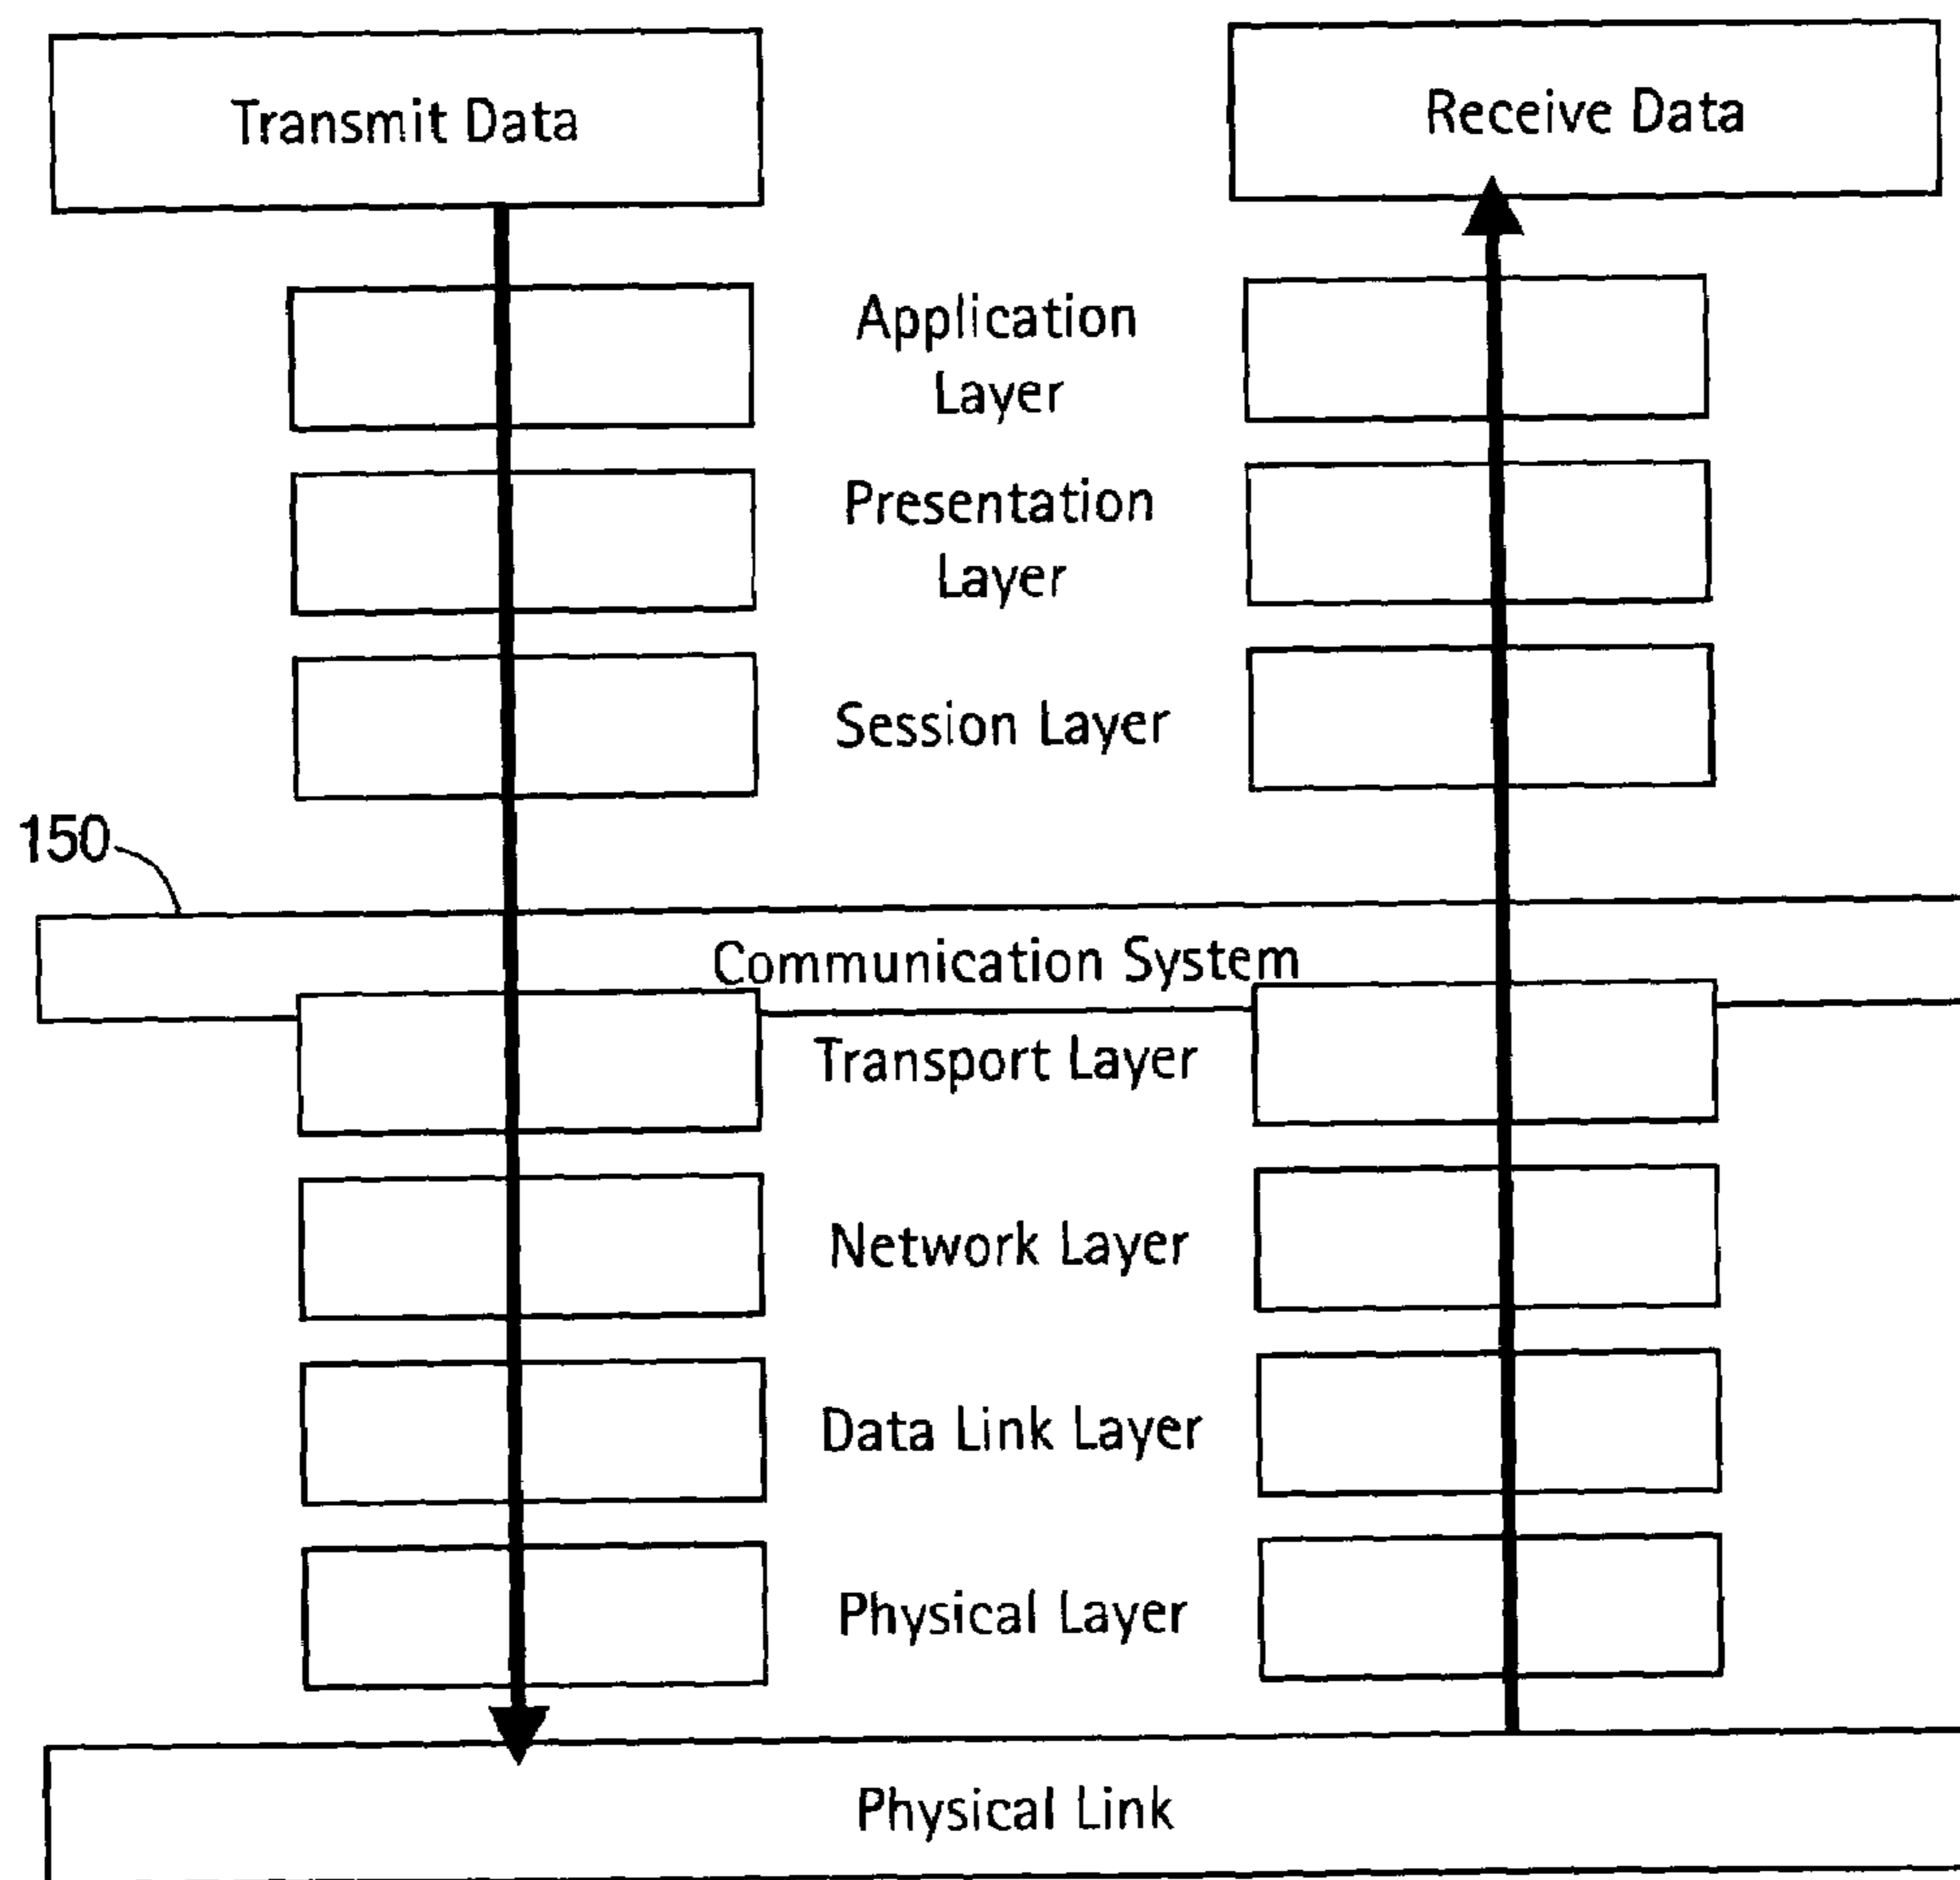 Transmit Data
Receive Data
Application
Layer
Presentation
Layer
Session Layer
150
Communication System
Transport Layer
Network Layer
Data Link Layer
Physical Layer
Physical Link